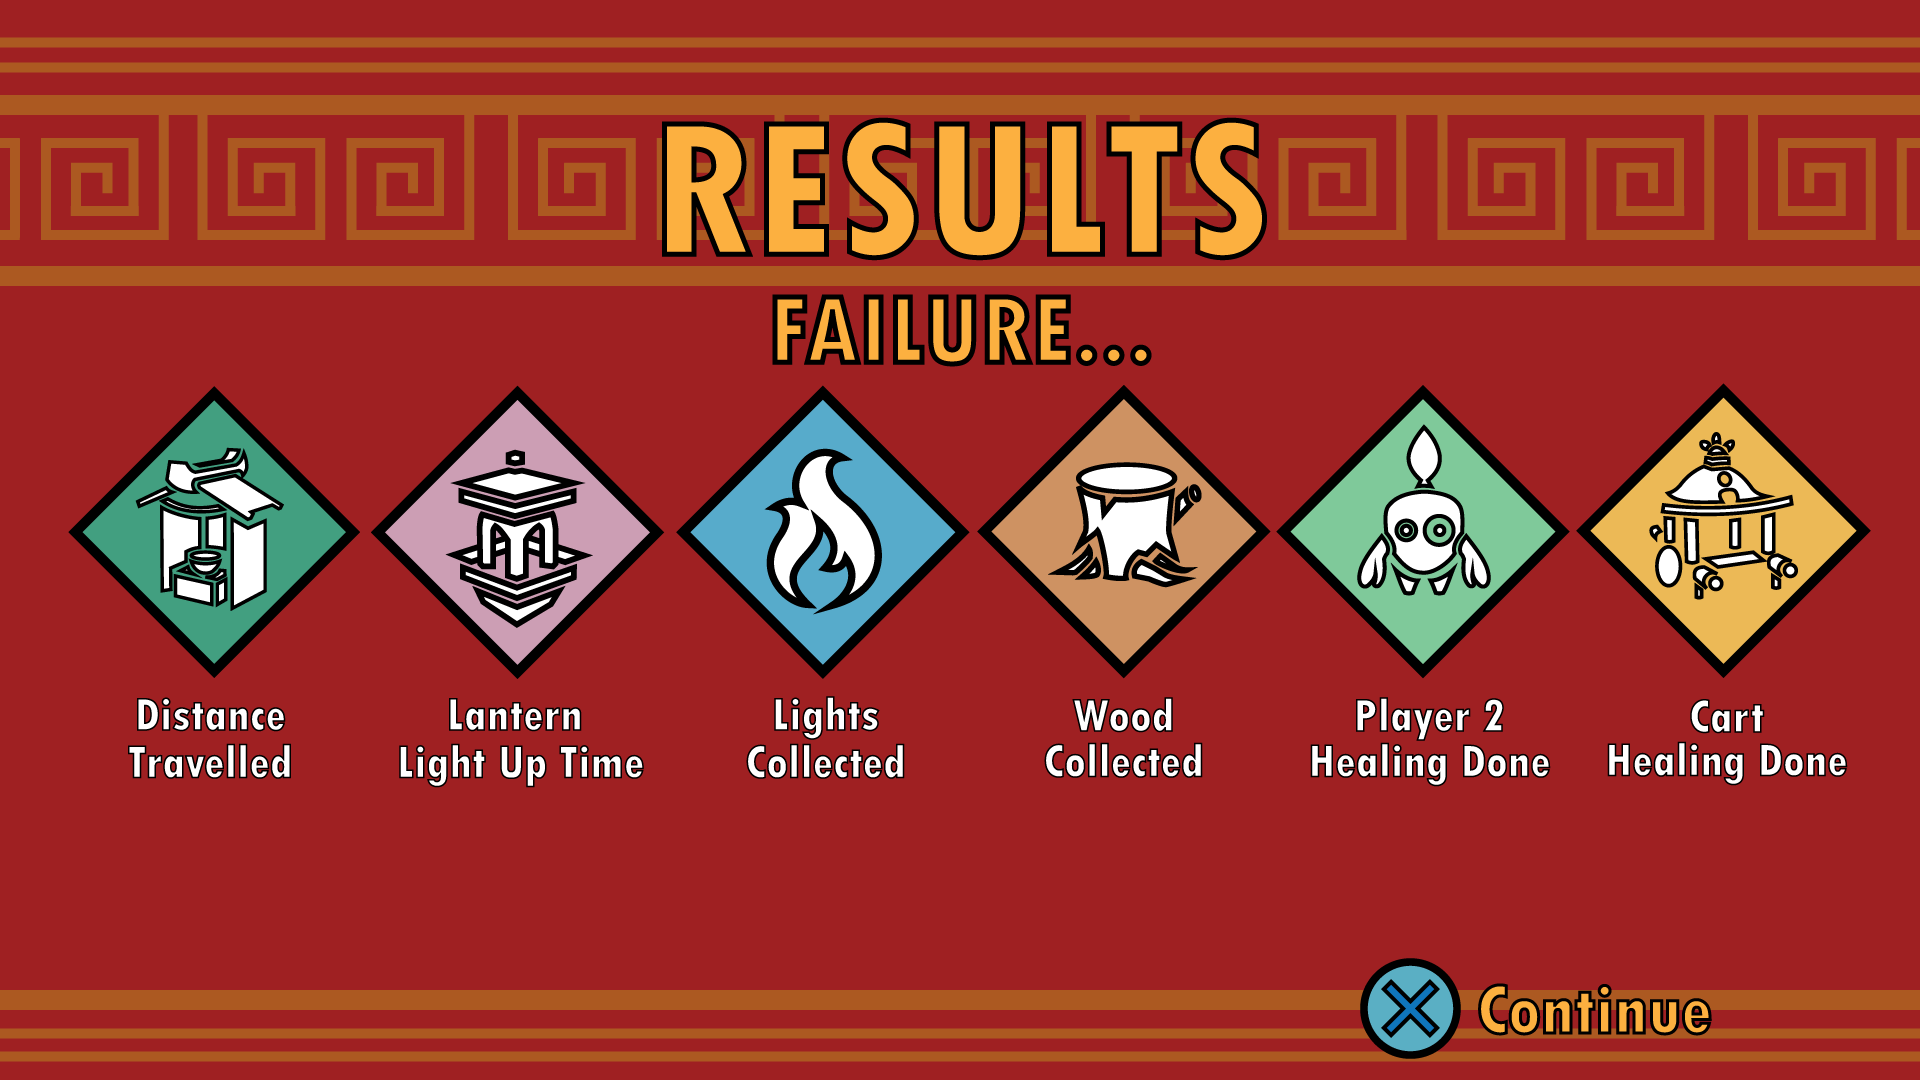 RESULTS
FAILURE...
Distance
Travelled
Lantern
Light Up Time
Lights
Collected
Wood
Collected
Player 2
Healing Done
Cart
Healing Done
Continue